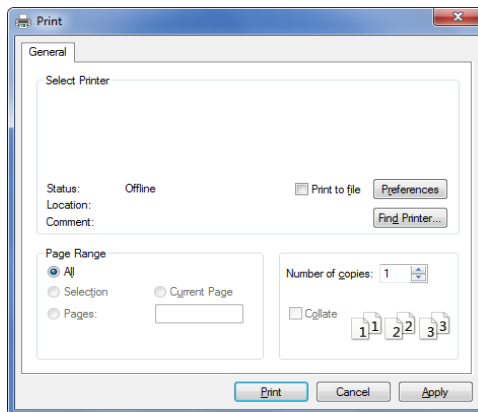 Print
General
Select Printer
Status: Offline
Print to file
Preferences
Location:
Comment:
Find Printer...
Page Range
All
Selection
Current Page
Pages:
Number of copies: 1
Collate
1 1 2 2 3 3
Print
Cancel
Apply